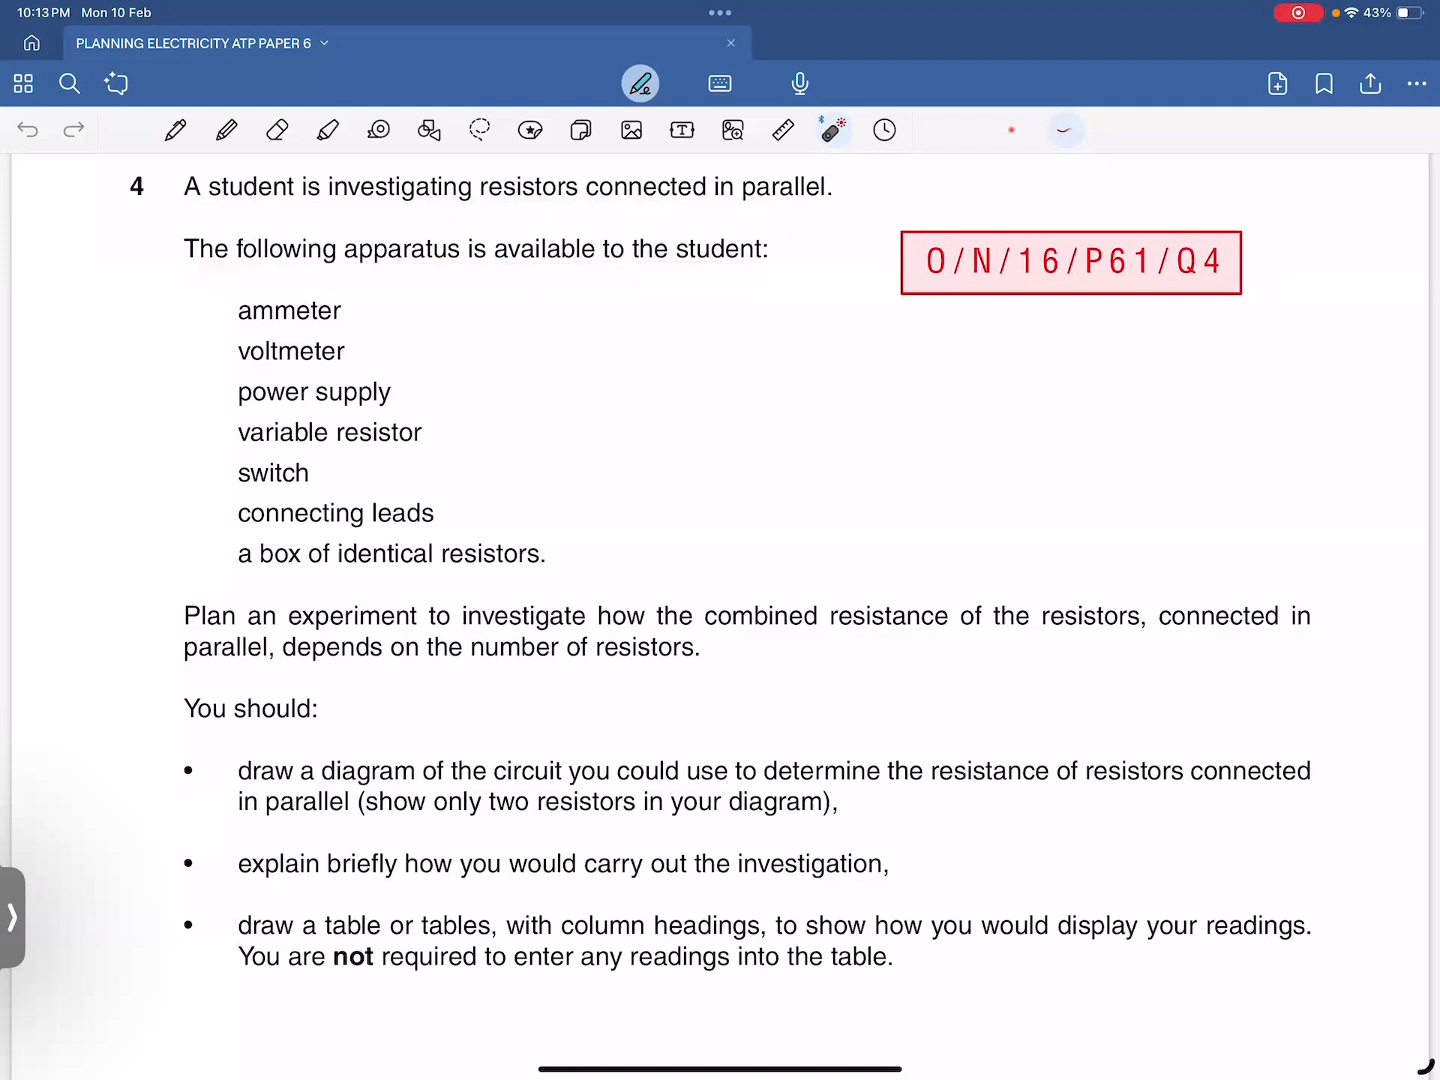 10:13 PM Mon 10 Feb
43%
PLANNING ELECTRICITY ATP PAPER 6
4 A student is investigating resistors connected in parallel.
The following apparatus is available to the student:
O/N/16/P61/Q4
ammeter
voltmeter
power supply
variable resistor
switch
connecting leads
a box of identical resistors.
Plan an experiment to investigate how the combined resistance of the resistors, connected in
parallel, depends on the number of resistors.
You should:
• draw a diagram of the circuit you could use to determine the resistance of resistors connected
in parallel (show only two resistors in your diagram),
• explain briefly how you would carry out the investigation,
• draw a table or tables, with column headings, to show how you would display your readings.
You are not required to enter any readings into the table.